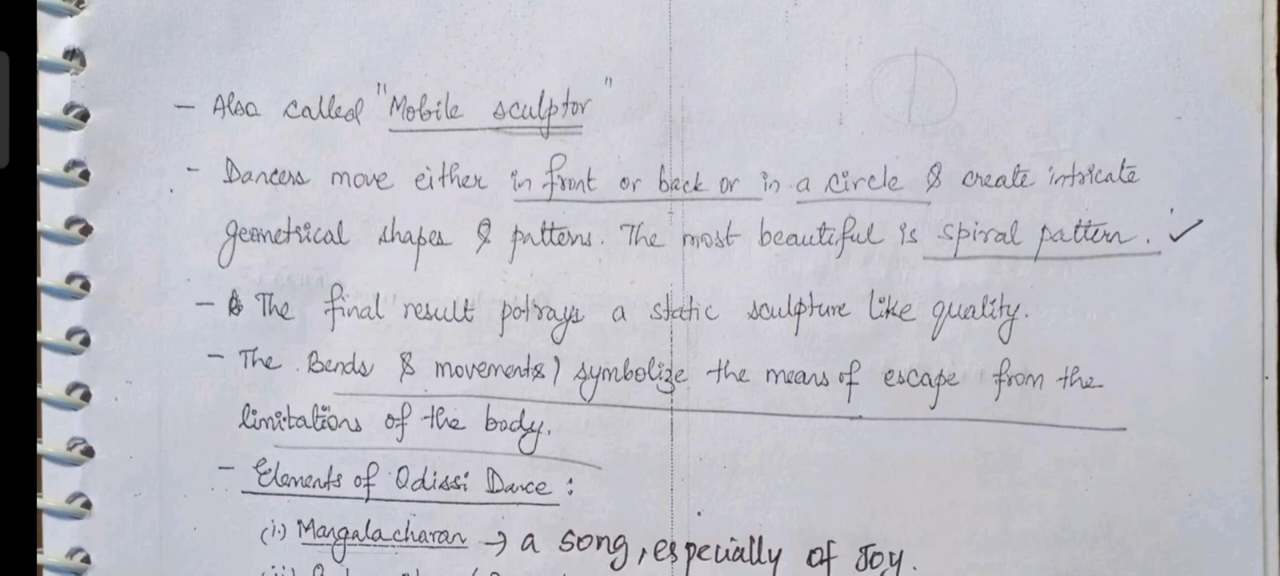 - Also called "Mobile sculptor"
- Dancers move either in front or back or in a circle & create intricate
geometrical shapes & patterns. The most beautiful is spiral pattern. ✓
- The final result potrays a static sculpture like quality.
- The Bends & movements) symbolize the means of escape from the
limitations of the body.
- Elements of Odissi Dance :
(i) Mangalacharan → a song, especially of Joy.